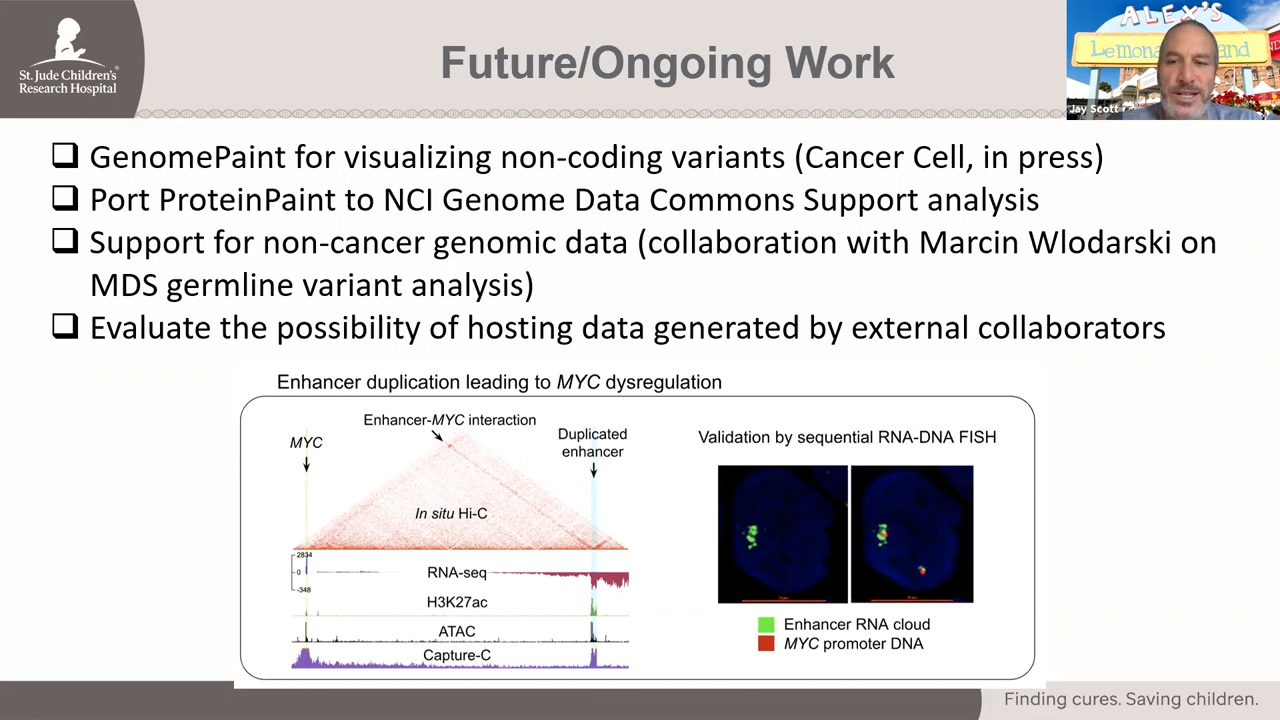 St. Jude Children's®
Research Hospital
Future/Ongoing Work
ALEX'S
Lemona and
Jay Scott
GenomePaint for visualizing non-coding variants (Cancer Cell, in press)
Port ProteinPaint to NCI Genome Data Commons Support analysis
Support for non-cancer genomic data (collaboration with Marcin Wlodarski on
MDS germline variant analysis)
Evaluate the possibility of hosting data generated by external collaborators
Enhancer duplication leading to MYC dysregulation
Enhancer-MYC interaction
MYC
Duplicated
enhancer
In situ Hi-C
2834
0
-348
RNA-seq
H3K27ac
ATAC
Capture-C
Validation by sequential RNA-DNA FISH
Enhancer RNA cloud
MYC promoter DNA
Finding cures. Saving children.